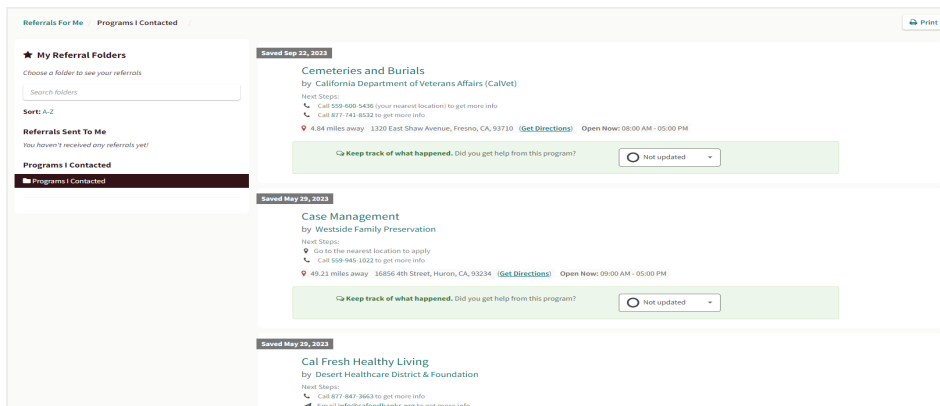 Referrals For Me / Programs I Contacted /
Print
My Referral Folders
Choose a folder to see your referrals
Search folders
Sort: A-Z
Referrals Sent To Me
You haven't received any referrals yet!
Programs I Contacted
Programs I Contacted
Saved Sep 22, 2023
Cemeteries and Burials
by California Department of Veterans Affairs (CalVet)
Next Steps:
Call 559-600-5436 (your nearest location) to get more info
Call 877-741-8532 to get more info
4.84 miles away 1320 East Shaw Avenue, Fresno, CA, 93710 (Get Directions) Open Now: 08:00 AM - 05:00 PM
Keep track of what happened. Did you get help from this program?
Not updated
Saved May 29, 2023
Case Management
by Westside Family Preservation
Next Steps:
Go to the nearest location to apply
Call 559-945-1022 to get more info
49.21 miles away 16856 4th Street, Huron, CA, 93234 (Get Directions) Open Now: 09:00 AM - 05:00 PM
Keep track of what happened. Did you get help from this program?
Not updated
Saved May 29, 2023
Cal Fresh Healthy Living
by Desert Healthcare District & Foundation
Next Steps:
Call 877-847-3663 to get more info
Email info@cafoodbanks.org to get more info